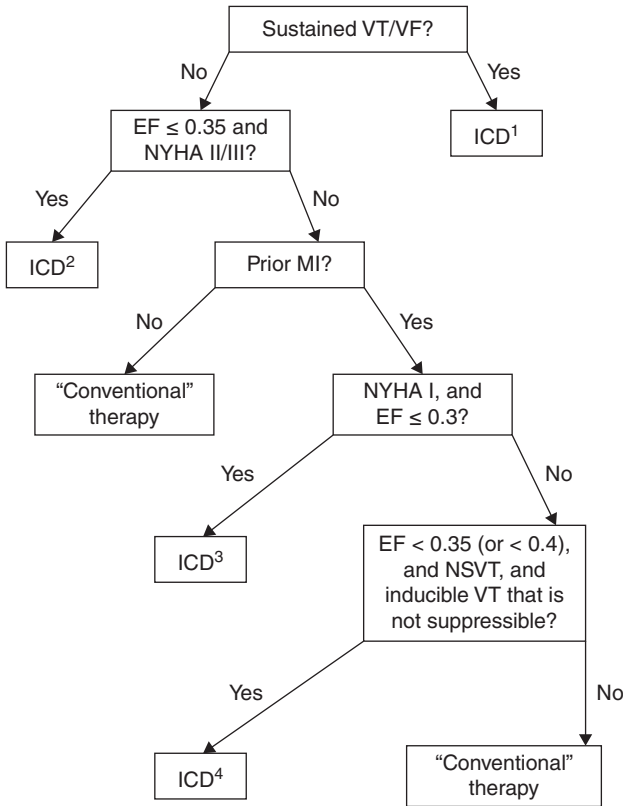 Sustained VT/VF?
No
Yes
EF ≤ 0.35 and
NYHA II/III?
ICD¹
Yes
No
ICD²
Prior MI?
No
Yes
“Conventional”
therapy
NYHA I, and
EF ≤ 0.3?
Yes
No
ICD³
EF < 0.35 (or < 0.4),
and NSVT, and
inducible VT that is
not suppressible?
Yes
No
ICD⁴
“Conventional”
therapy